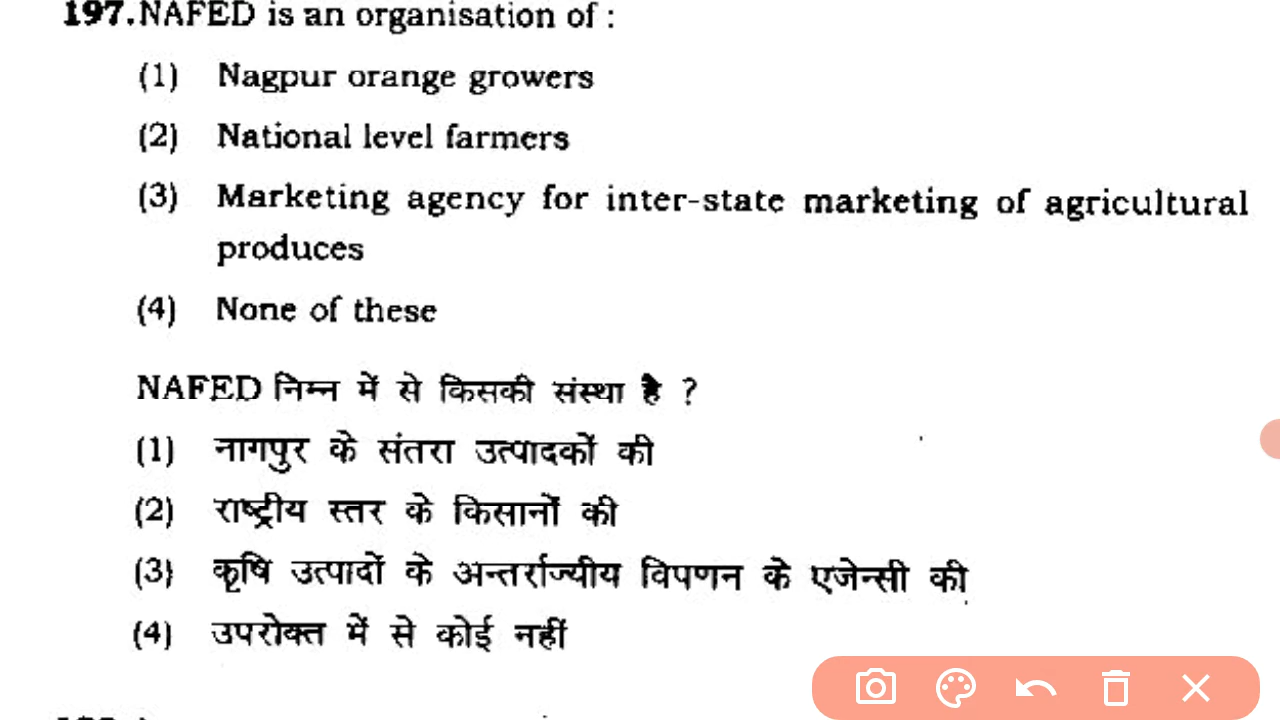 197. NAFED is an organisation of :
(1) Nagpur orange growers
(2) National level farmers
(3) Marketing agency for inter-state marketing of agricultural
produces
(4) None of these
NAFED निम्न में से किसकी संस्था है ?
(1) नागपुर के संतरा उत्पादकों की
(2) राष्ट्रीय स्तर के किसानों की
(3) कृषि उत्पादों के अन्तर्राज्यीय विपणन के एजेन्सी की
(4) उपरोक्त में से कोई नहीं